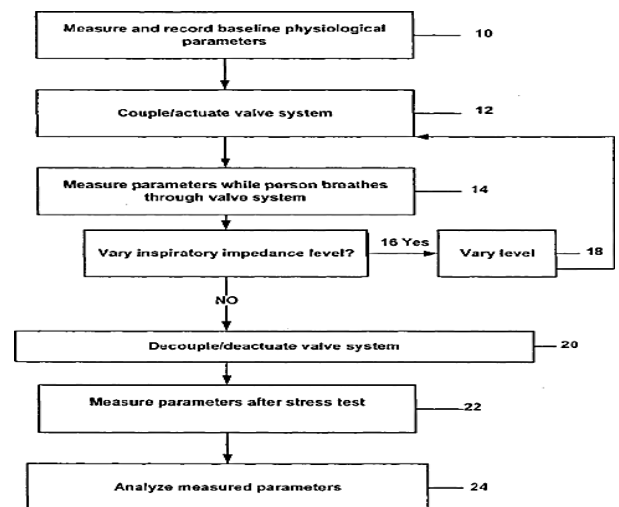 Measure and record baseline physiological
parameters
10
Couple/actuate valve system
12
Measure parameters while person breathes
through valve system
14
Vary inspiratory impedance level?
16 Yes
Vary level
18
NO
Decouple/deactuate valve system
20
Measure parameters after stress test
22
Analyze measured parameters
24